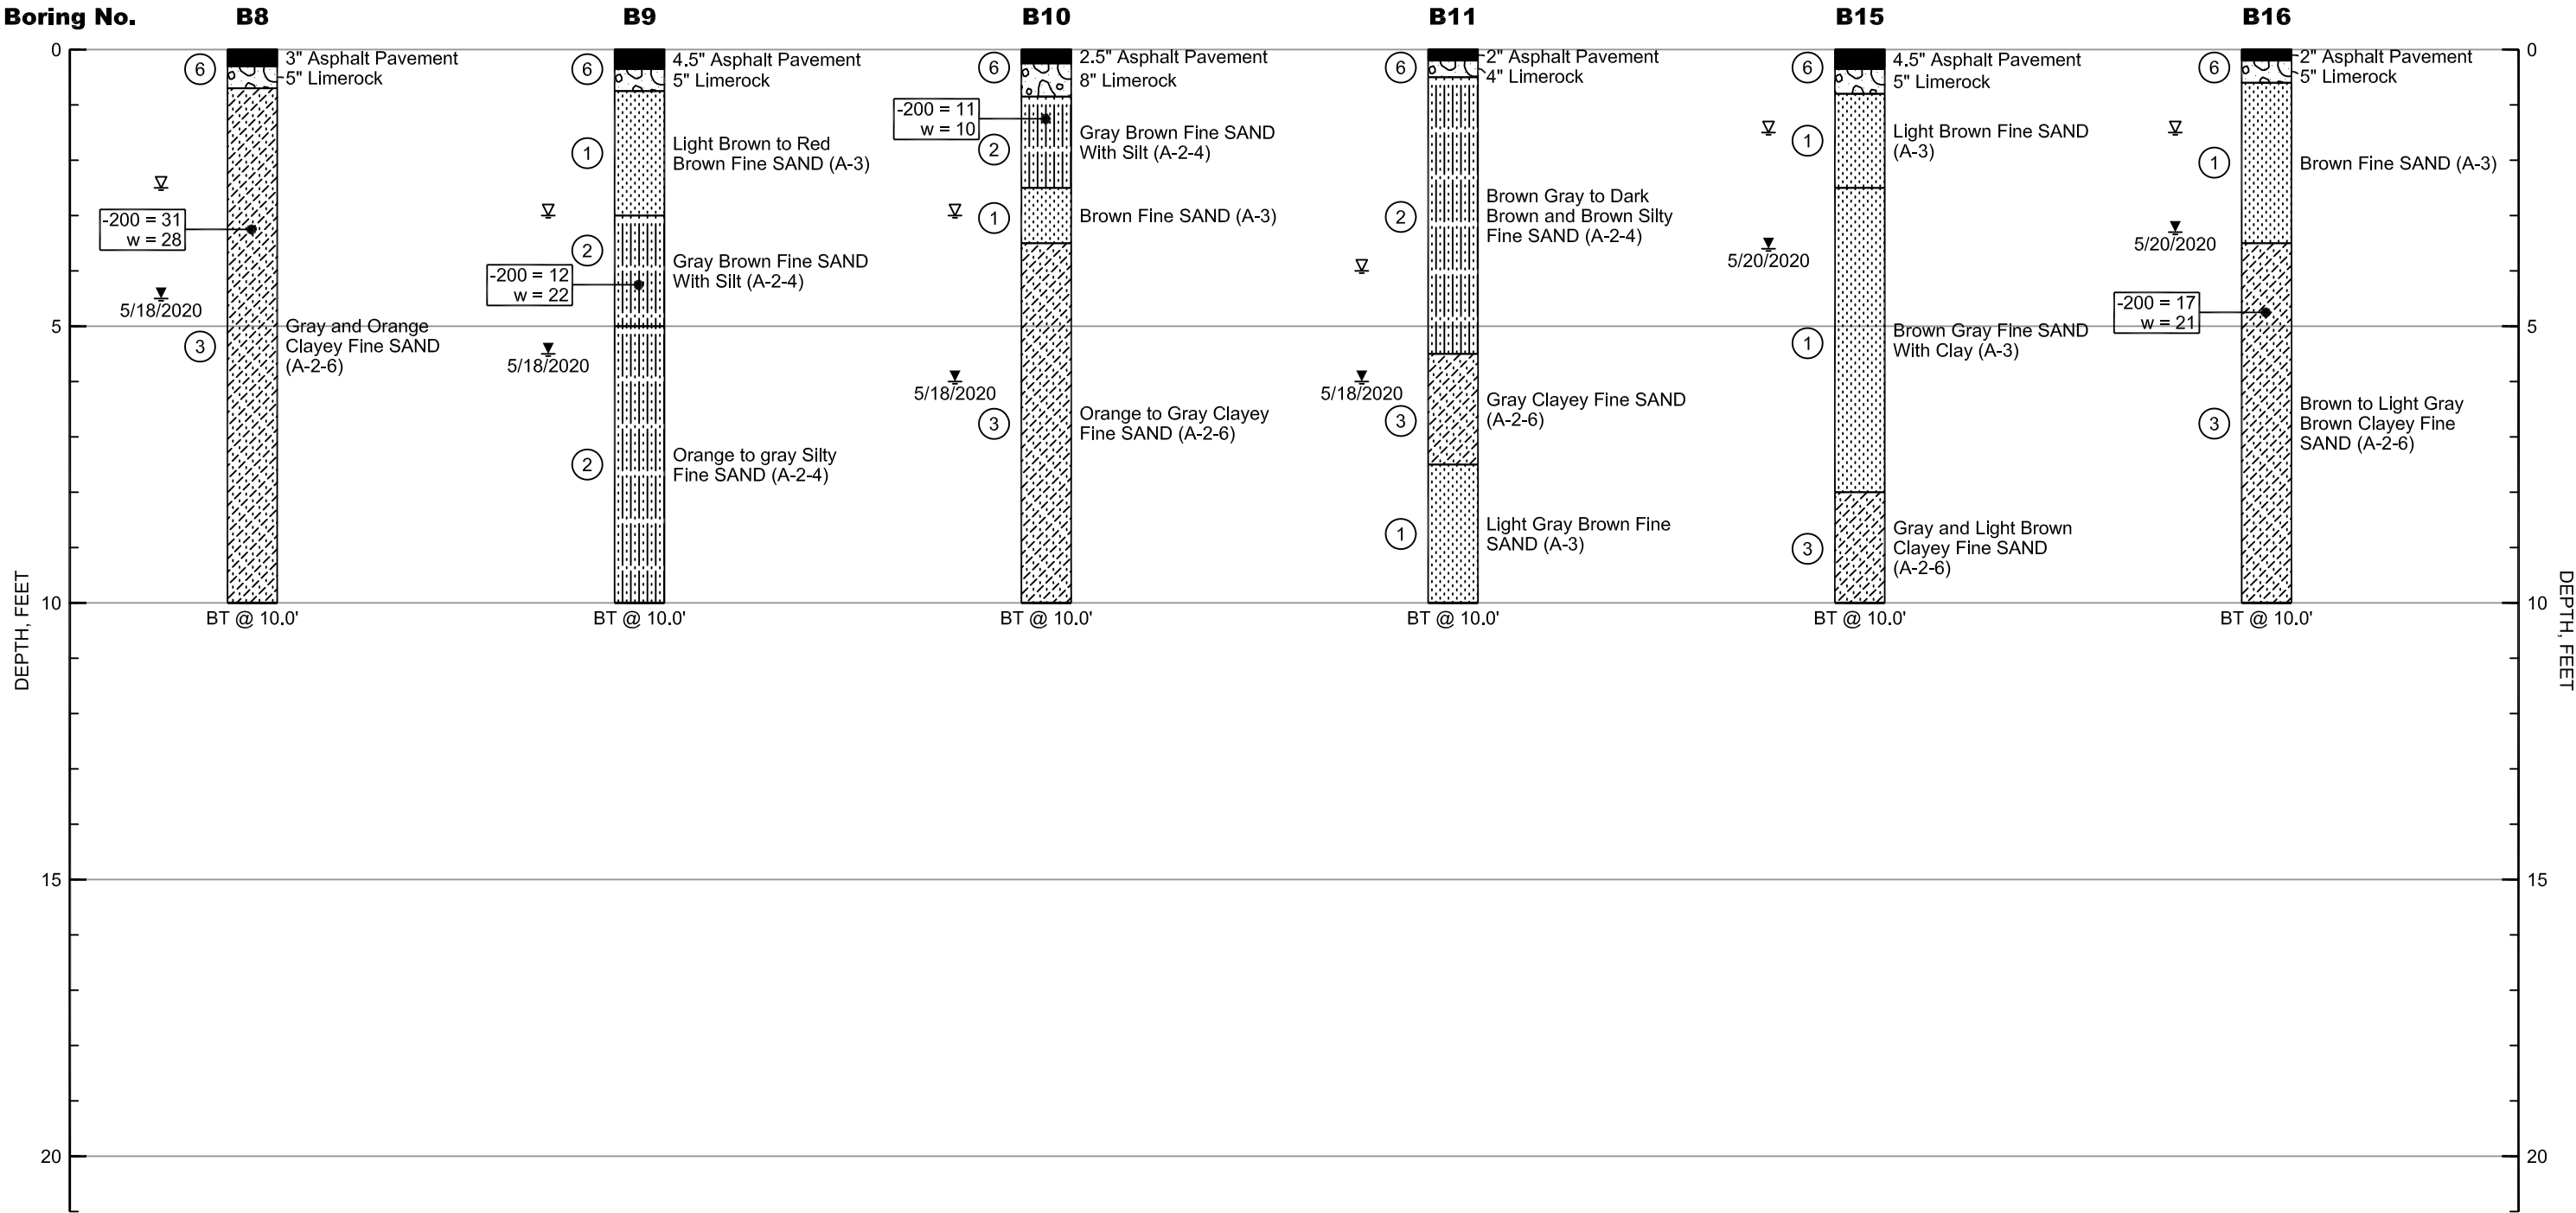 Boring No.
B8
B9
B10
B11
B15
B16
0
5
10
15
20
DEPTH, FEET
6
3" Asphalt Pavement
5" Limerock
-200 = 31
w = 28
5/18/2020
3
Gray and Orange
Clayey Fine SAND
(A-2-6)
BT @ 10.0'
6
4.5" Asphalt Pavement
5" Limerock
1
Light Brown to Red
Brown Fine SAND (A-3)
2
Gray Brown Fine SAND
With Silt (A-2-4)
-200 = 12
w = 22
5/18/2020
2
Orange to gray Silty
Fine SAND (A-2-4)
BT @ 10.0'
6
2.5" Asphalt Pavement
8" Limerock
-200 = 11
w = 10
2
Gray Brown Fine SAND
With Silt (A-2-4)
1
Brown Fine SAND (A-3)
5/18/2020
3
Orange to Gray Clayey
Fine SAND (A-2-6)
BT @ 10.0'
6
2" Asphalt Pavement
4" Limerock
2
Brown Gray to Dark
Brown and Brown Silty
Fine SAND (A-2-4)
5/18/2020
3
Gray Clayey Fine SAND
(A-2-6)
1
Light Gray Brown Fine
SAND (A-3)
BT @ 10.0'
6
4.5" Asphalt Pavement
5" Limerock
1
Light Brown Fine SAND
(A-3)
5/20/2020
1
Brown Gray Fine SAND
With Clay (A-3)
3
Gray and Light Brown
Clayey Fine SAND
(A-2-6)
BT @ 10.0'
6
2" Asphalt Pavement
5" Limerock
1
Brown Fine SAND (A-3)
5/20/2020
-200 = 17
w = 21
3
Brown to Light Gray
Brown Clayey Fine
SAND (A-2-6)
BT @ 10.0'
0
5
10
15
20
DEPTH, FEET